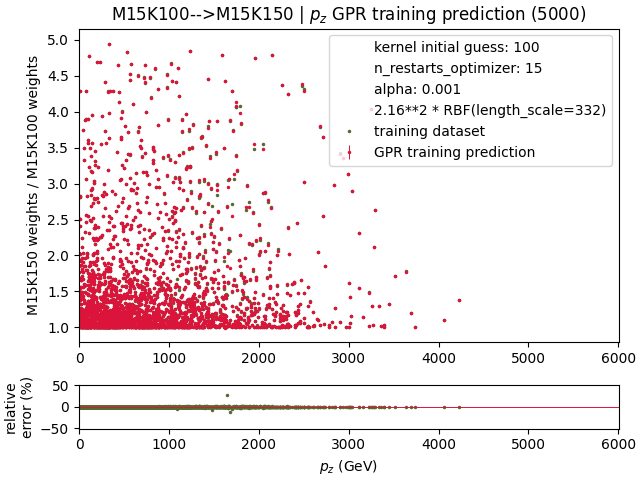 M15K100-->M15K150 | p_z GPR training prediction (5000)
kernel initial guess: 100
n_restarts_optimizer: 15
alpha: 0.001
2.16**2 * RBF(length_scale=332)
training dataset
GPR training prediction
M15K150 weights / M15K100 weights
5.0
4.5
4.0
3.5
3.0
2.5
2.0
1.5
1.0
0 1000 2000 3000 4000 5000 6000
relative
error (%)
50
0
−50
0 1000 2000 3000 4000 5000 6000
p_z (GeV)